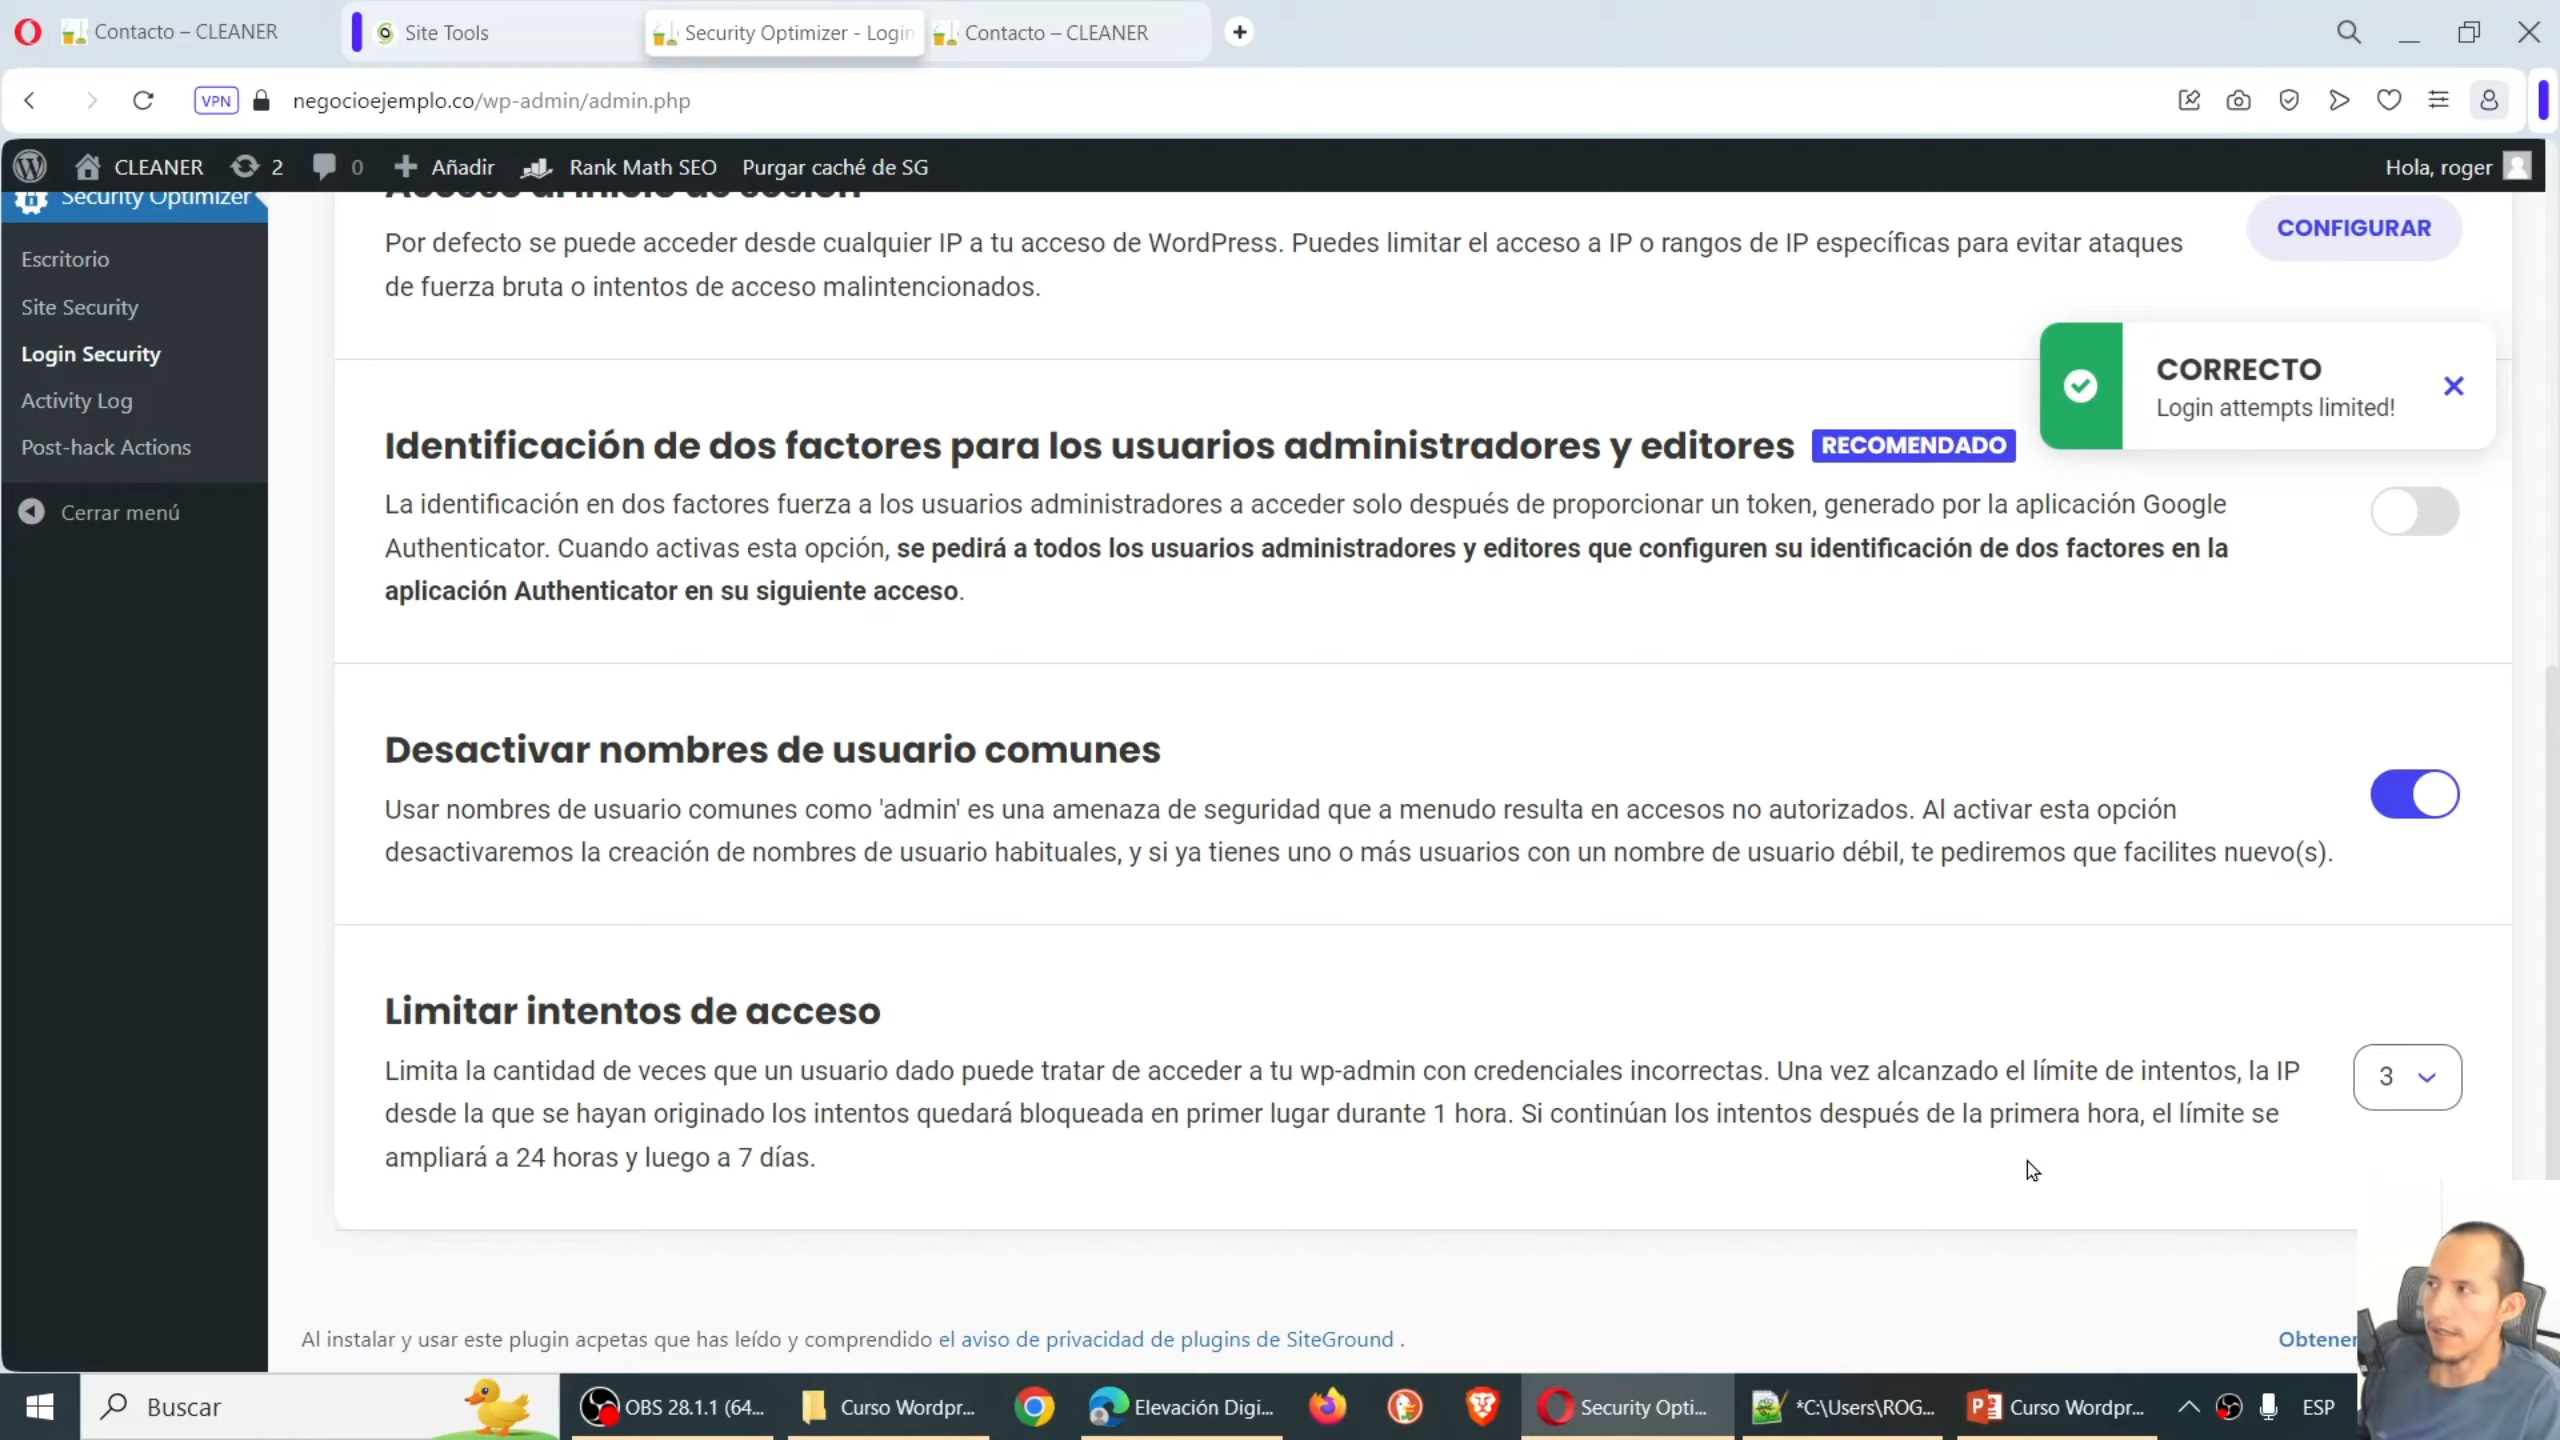 Contacto – CLEANER
Site Tools
Security Optimizer - Login
Contacto – CLEANER
VPN
negocioejemplo.co/wp-admin/admin.php
CLEANER
2
0
Añadir
Rank Math SEO
Purgar caché de SG
Hola, roger
Security Optimizer
Escritorio
Site Security
Login Security
Activity Log
Post-hack Actions
Cerrar menú
Acceso al inicio de sesión
Por defecto se puede acceder desde cualquier IP a tu acceso de WordPress. Puedes limitar el acceso a IP o rangos de IP específicas para evitar ataques
de fuerza bruta o intentos de acceso malintencionados.
CONFIGURAR
CORRECTO
Login attempts limited!
Identificación de dos factores para los usuarios administradores y editores
RECOMENDADO
La identificación en dos factores fuerza a los usuarios administradores a acceder solo después de proporcionar un token, generado por la aplicación Google
Authenticator. Cuando activas esta opción, se pedirá a todos los usuarios administradores y editores que configuren su identificación de dos factores en la
aplicación Authenticator en su siguiente acceso.
Desactivar nombres de usuario comunes
Usar nombres de usuario comunes como 'admin' es una amenaza de seguridad que a menudo resulta en accesos no autorizados. Al activar esta opción
desactivaremos la creación de nombres de usuario habituales, y si ya tienes uno o más usuarios con un nombre de usuario débil, te pediremos que facilites nuevo(s).
Limitar intentos de acceso
Limita la cantidad de veces que un usuario dado puede tratar de acceder a tu wp-admin con credenciales incorrectas. Una vez alcanzado el límite de intentos, la IP
desde la que se hayan originado los intentos quedará bloqueada en primer lugar durante 1 hora. Si continúan los intentos después de la primera hora, el límite se
ampliará a 24 horas y luego a 7 días.
3
Al instalar y usar este plugin acpetas que has leído y comprendido el aviso de privacidad de plugins de SiteGround .
Obtener
Buscar
OBS 28.1.1 (64...
Curso Wordpr...
Elevación Digi...
Security Opti...
*C:\Users\ROG...
Curso Wordpr...
ESP